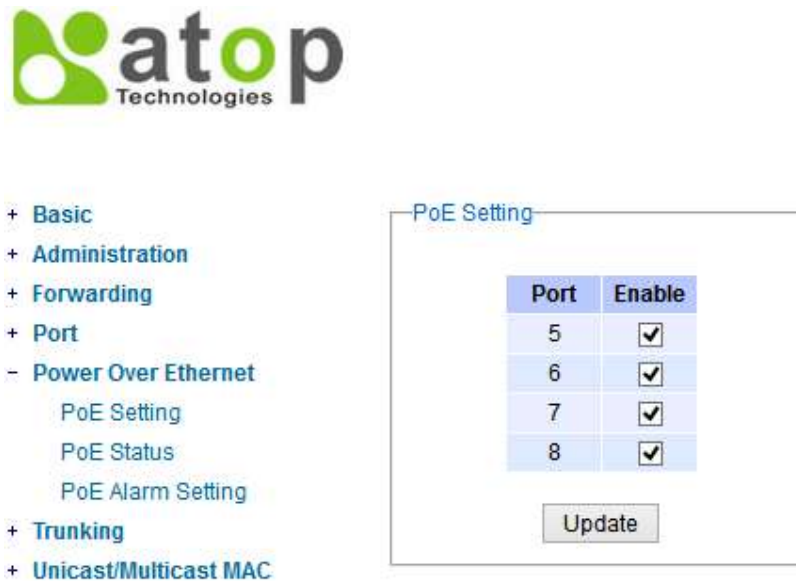 atop
Technologies
+ Basic
+ Administration
+ Forwarding
+ Port
- Power Over Ethernet
PoE Setting
PoE Status
PoE Alarm Setting
+ Trunking
+ Unicast/Multicast MAC
PoE Setting
Port Enable
5
6
7
8
Update